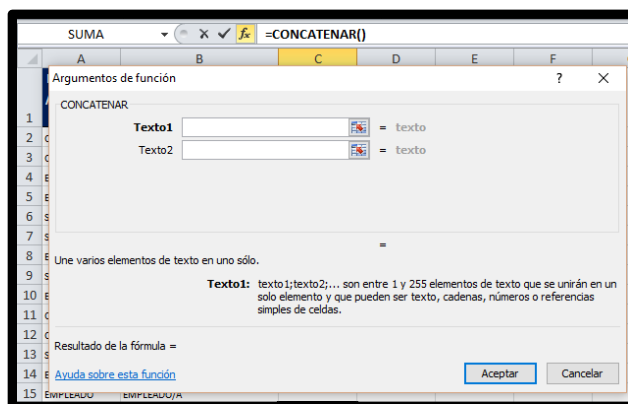 SUMA fx =CONCATENAR()
A B C D E F
Argumentos de función ? X
CONCATENAR
1
Texto1 = texto
2
Texto2 = texto
3
4
5
6
7
=
8
Une varios elementos de texto en uno sólo.
9
Texto1: texto1;texto2;... son entre 1 y 255 elementos de texto que se unirán en un
10
solo elemento y que pueden ser texto, cadenas, números o referencias
11
simples de celdas.
12
Resultado de la fórmula =
13
14
Ayuda sobre esta función Aceptar Cancelar
15 EMPLEADO EMPLEADO/A